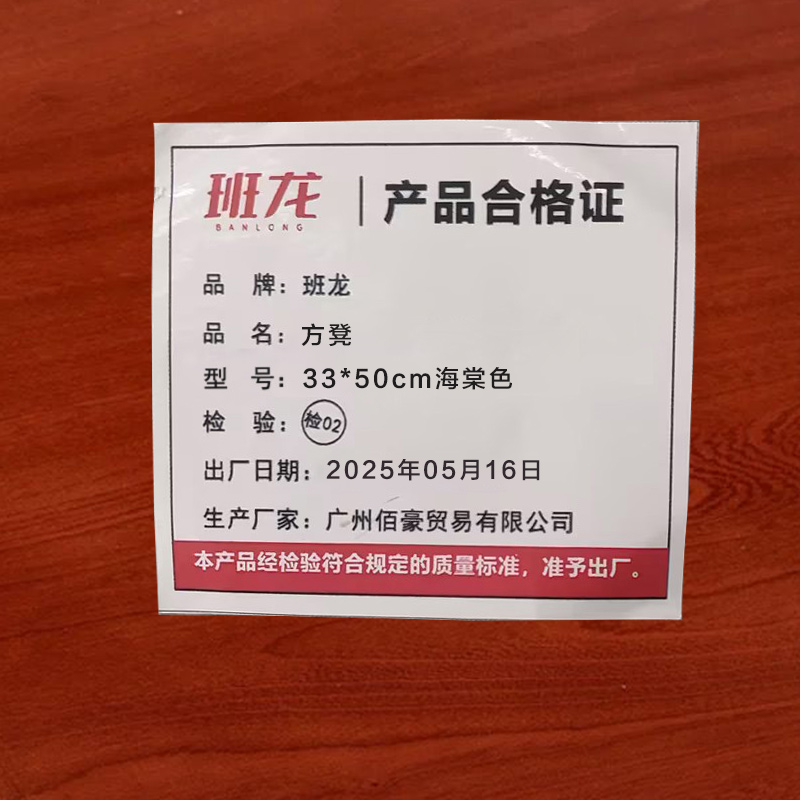 班龙 | 产品合格证
BANLONG
品 牌：班龙
品 名：方凳
型 号：33*50cm海棠色
检 验：检02
出厂日期：2025年05月16日
生产厂家：广州佰豪贸易有限公司
本产品经检验符合规定的质量标准，准予出厂。